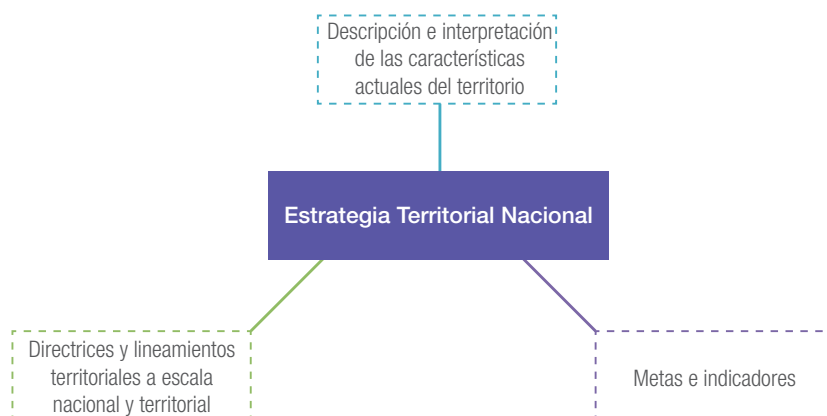 Descripción e interpretación
de las características
actuales del territorio
Estrategia Territorial Nacional
Directrices y lineamientos
territoriales a escala
nacional y territorial
Metas e indicadores